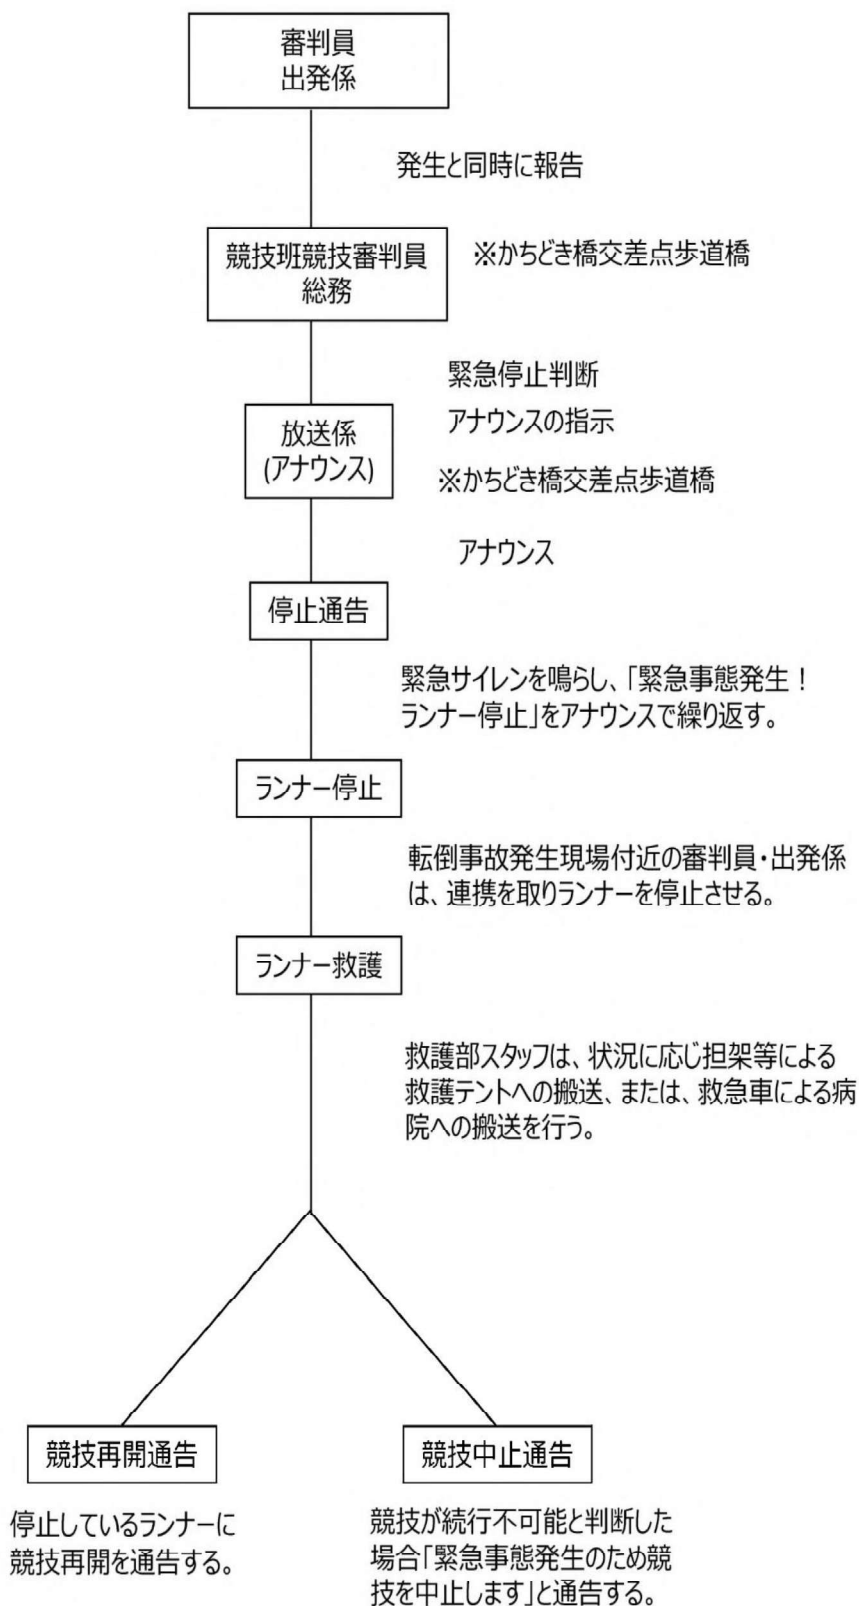 審判員
出発係
発生と同時に報告
競技班競技審判員
総務
※かちどき橋交差点歩道橋
緊急停止判断
アナウンスの指示
放送係
(アナウンス)
※かちどき橋交差点歩道橋
アナウンス
停止通告
緊急サイレンを鳴らし、「緊急事態発生！
ランナー停止」をアナウンスで繰り返す。
ランナー停止
転倒事故発生現場付近の審判員・出発係
は、連携を取りランナーを停止させる。
ランナー救護
救護部スタッフは、状況に応じ担架等による
救護テントへの搬送、または、救急車による病
院への搬送を行う。
競技再開通告
停止しているランナーに
競技再開を通告する。
競技中止通告
競技が続行不可能と判断した
場合「緊急事態発生のため競
技を中止します」と通告する。